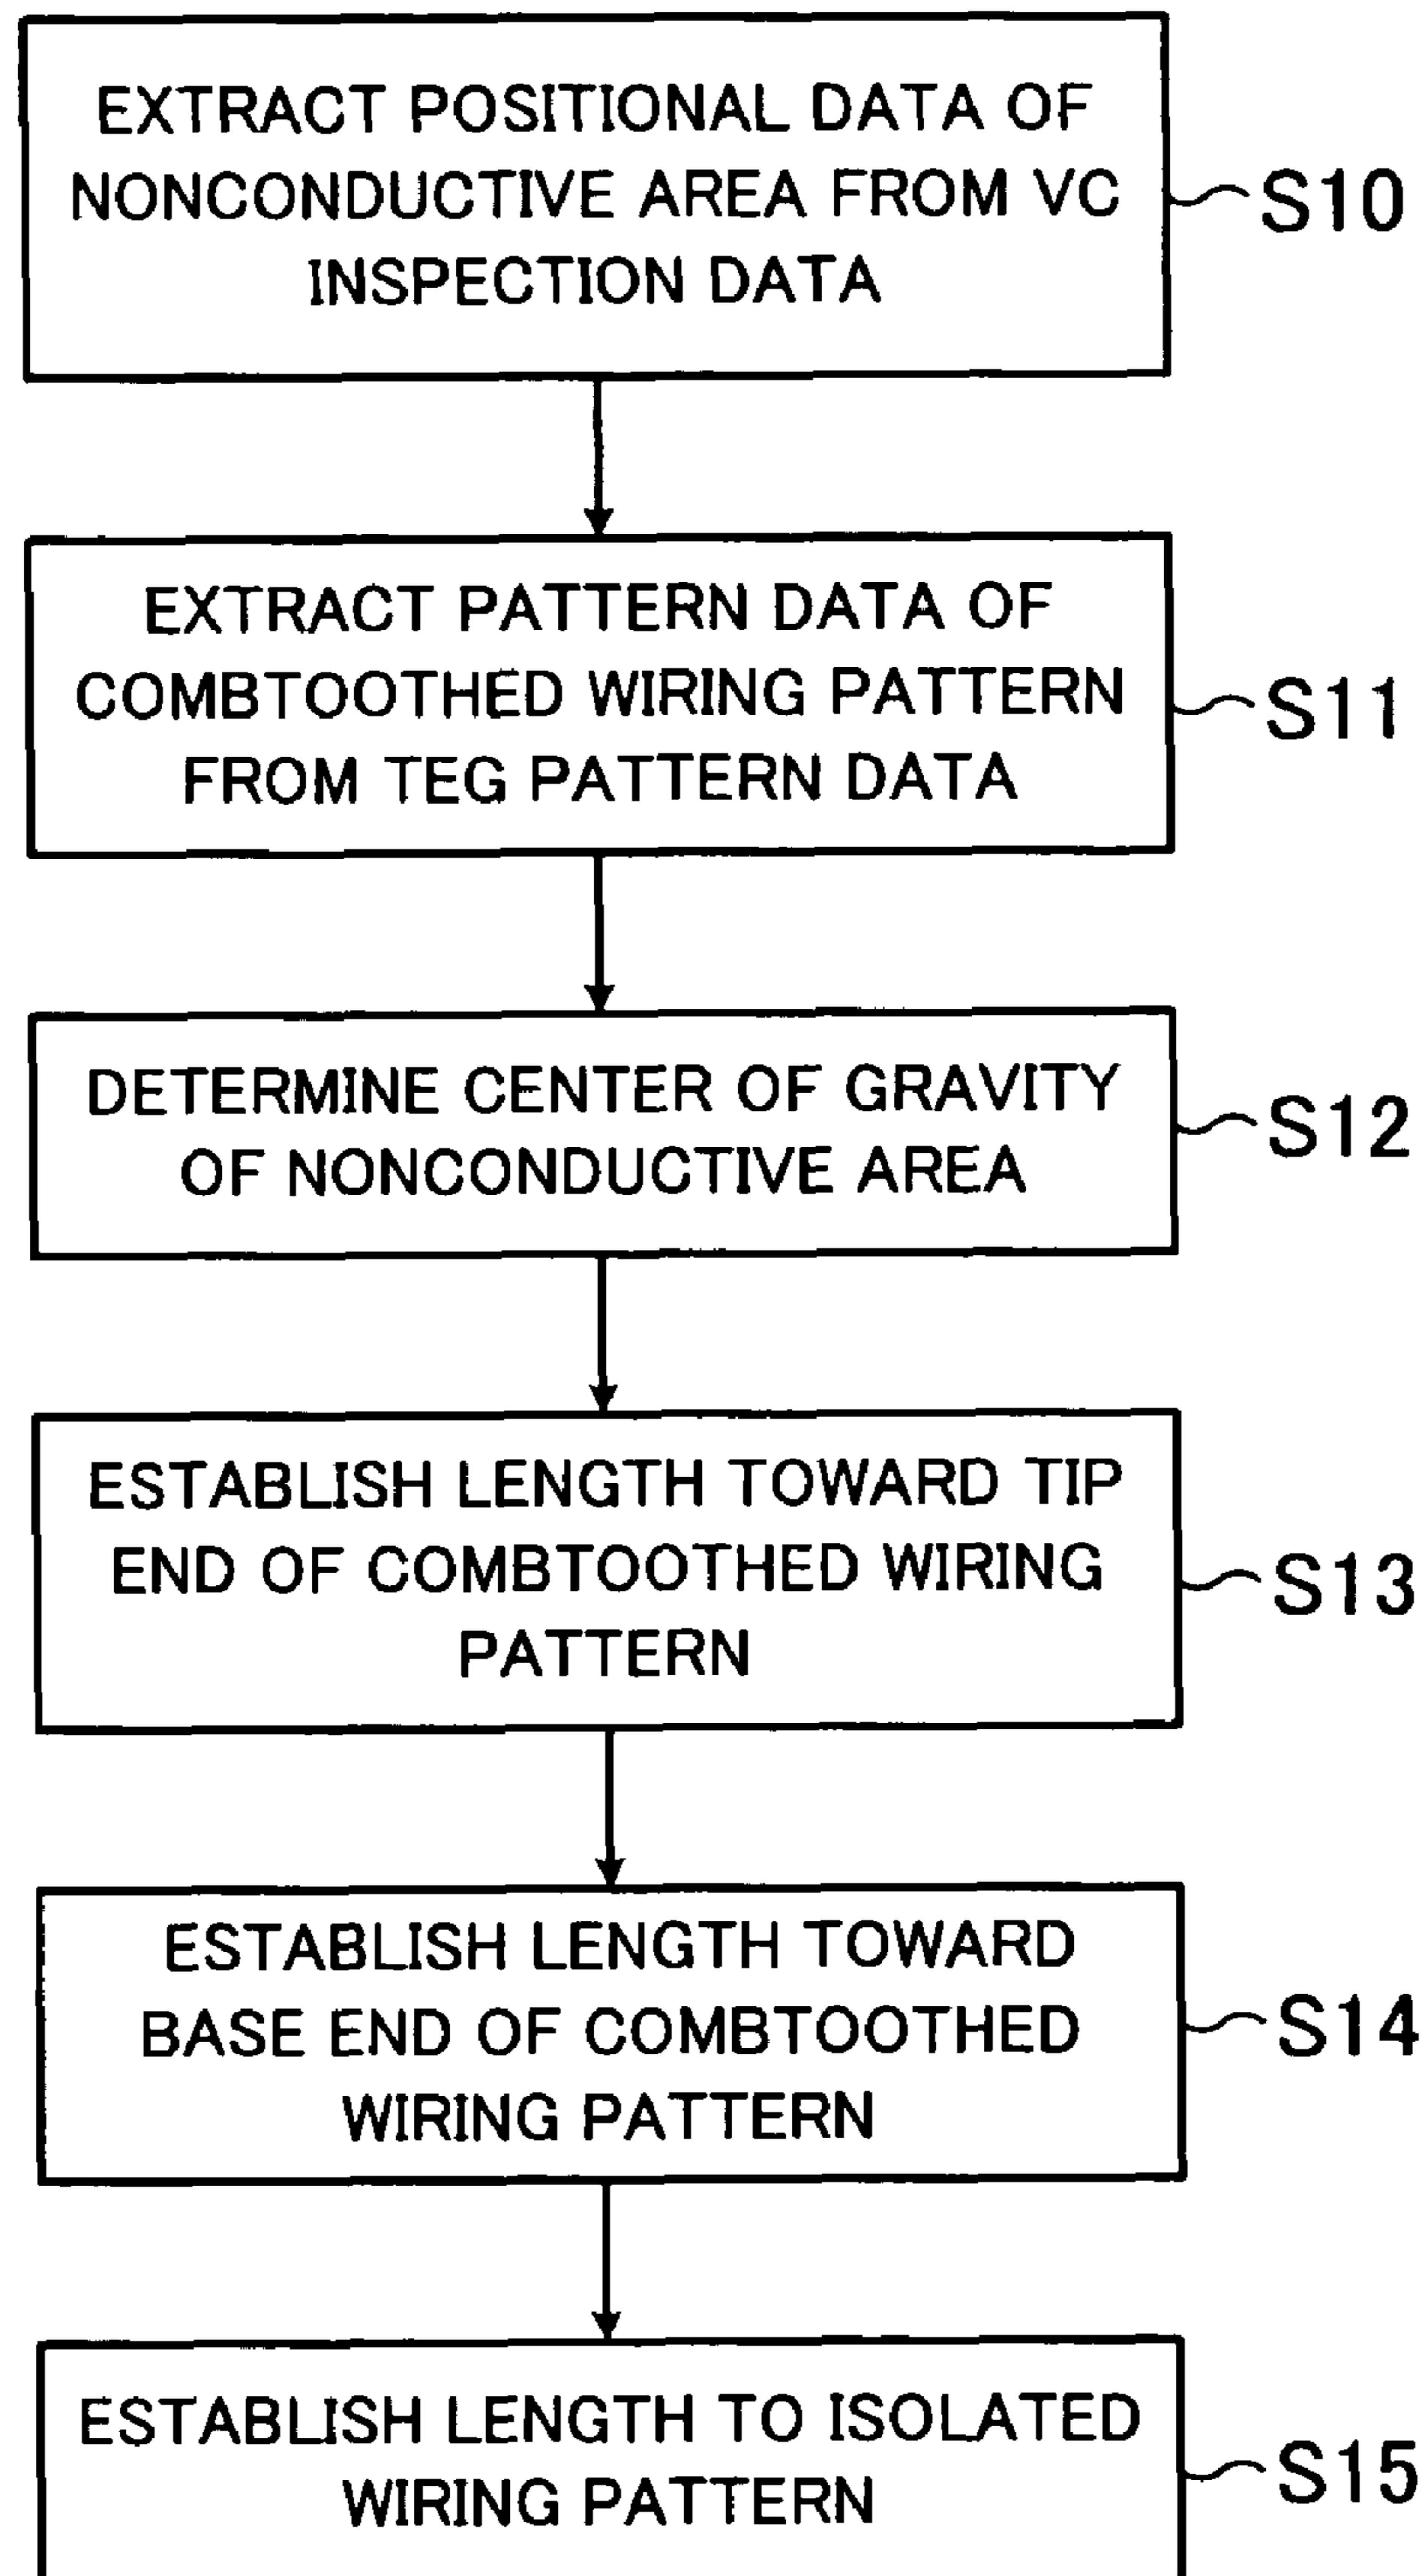 EXTRACT POSITIONAL DATA OF
NONCONDUCTIVE AREA FROM VC
INSPECTION DATA
S10
EXTRACT PATTERN DATA OF
COMBTOOTHED WIRING PATTERN
FROM TEG PATTERN DATA
S11
DETERMINE CENTER OF GRAVITY
OF NONCONDUCTIVE AREA
S12
ESTABLISH LENGTH TOWARD TIP
END OF COMBTOOTHED WIRING
PATTERN
S13
ESTABLISH LENGTH TOWARD
BASE END OF COMBTOOTHED
WIRING PATTERN
S14
ESTABLISH LENGTH TO ISOLATED
WIRING PATTERN
S15